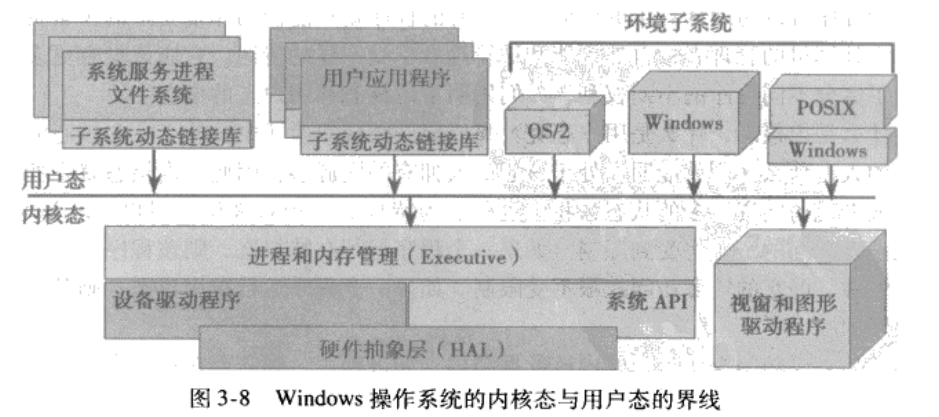 环境子系统
系统服务进程
文件系统
子系统动态链接库
用户应用程序
子系统动态链接库
OS/2
Windows
POSIX
Windows
用户态
内核态
进程和内存管理（Executive）
设备驱动程序
系统 API
硬件抽象层（HAL）
视窗和图形
驱动程序
图 3-8 Windows 操作系统的内核态与用户态的界线